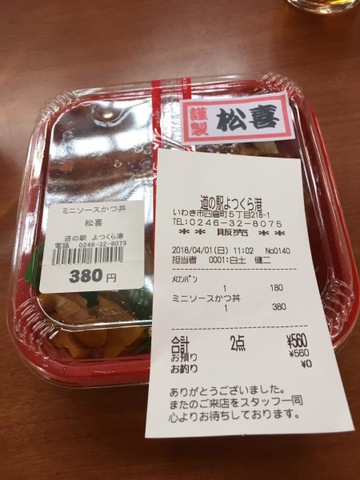 謹製 松喜
ミニソースかつ丼
松喜
道の駅 よつくら港
電話 0246-32-8075
380円
道の駅よつくら港
いわき市四倉町5丁目218-1
TEL:0246-32-8075
** 販売 **
2018/04/01(日) 11:02 No0140
担当者 0001:白土 健二
ﾒﾛﾝﾊﾟﾝ
1 180
ミニソースかつ丼
1 380
合計 2点 ¥560
お預り ¥560
お釣り ¥0
ありがとうございました。
またのご来店をスタッフ一同
心よりお待ちしております。